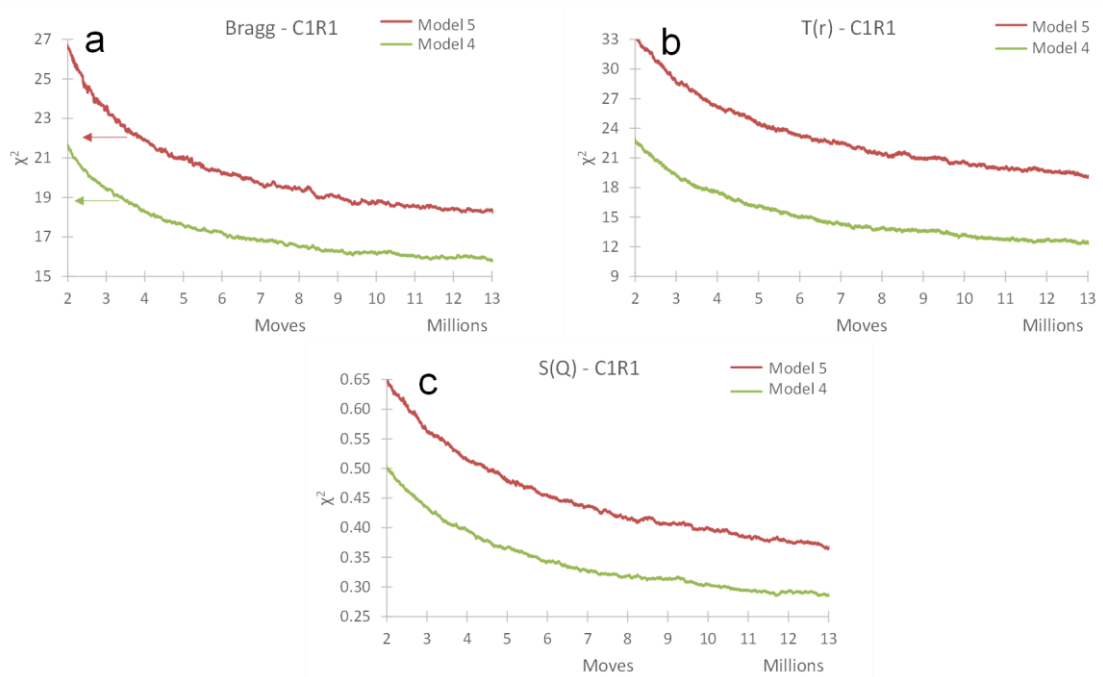 a
Bragg - C1R1
Model 5
Model 4
27
25
23
21
19
17
15
χ²
2 3 4 5 6 7 8 9 10 11 12 13
Moves
Millions
b
T(r) - C1R1
Model 5
Model 4
33
30
27
24
21
18
15
12
9
χ²
2 3 4 5 6 7 8 9 10 11 12 13
Moves
Millions
c
S(Q) - C1R1
Model 5
Model 4
0.65
0.60
0.55
0.50
0.45
0.40
0.35
0.30
0.25
χ²
2 3 4 5 6 7 8 9 10 11 12 13
Moves
Millions